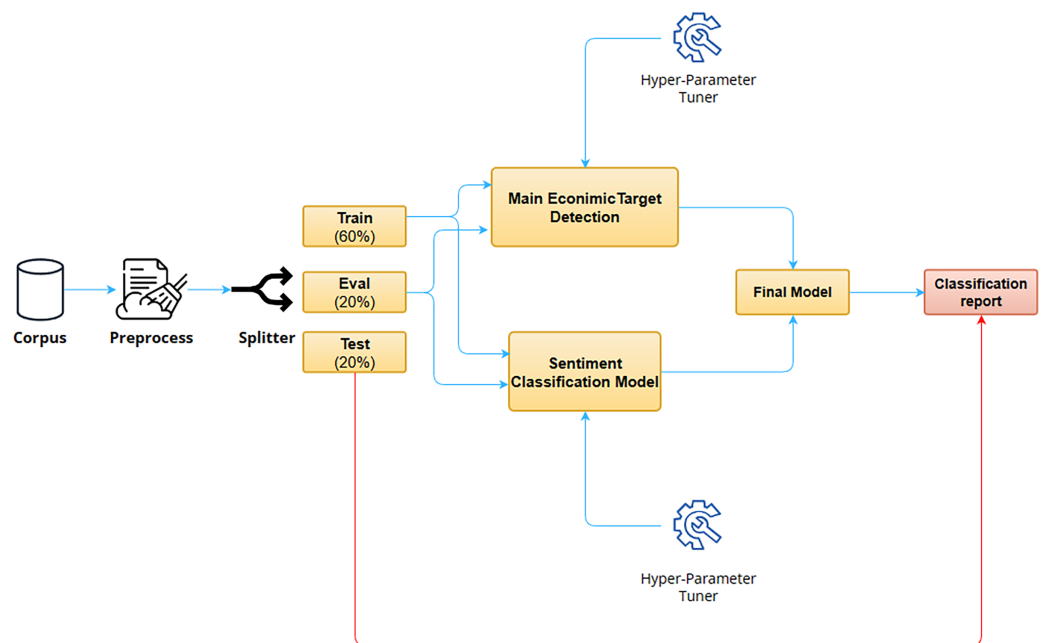 Hyper-Parameter
Tuner
Main EconimicTarget
Detection
Train
(60%)
Eval
(20%)
Test
(20%)
Corpus
Preprocess
Splitter
Final Model
Classification
report
Sentiment
Classification Model
Hyper-Parameter
Tuner